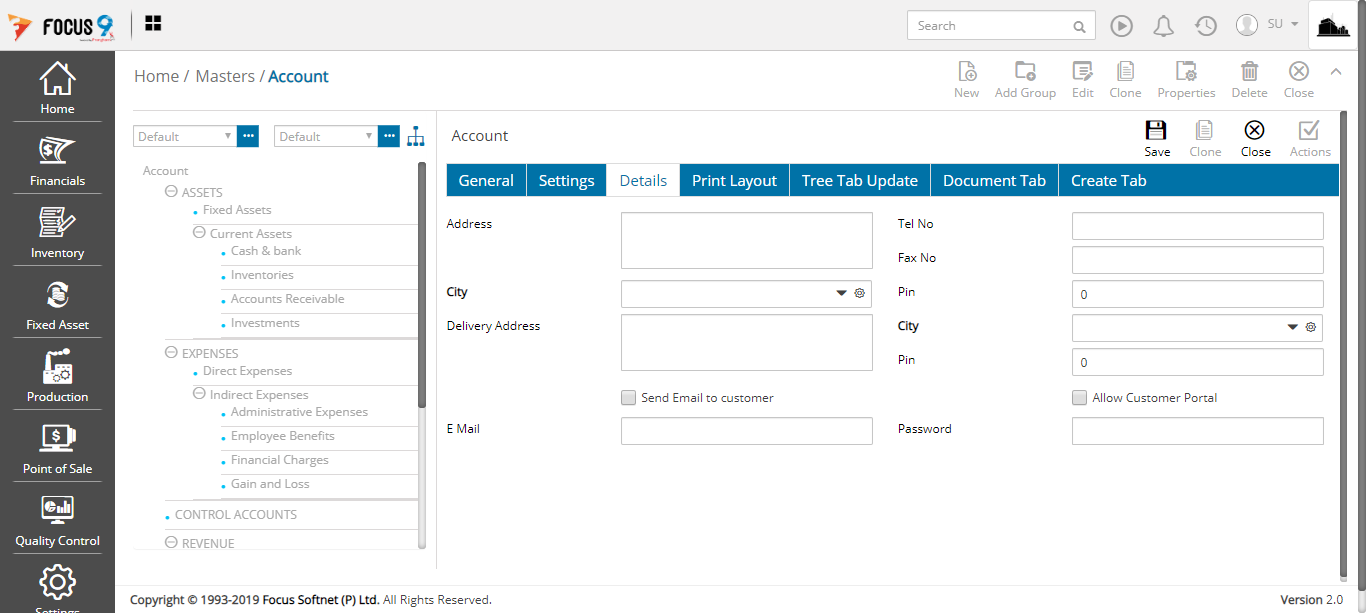 FOCUS 9
Search
SU
Home
Financials
Inventory
Fixed Asset
Production
Point of Sale
Quality Control
Settings
Home / Masters / Account
New
Add Group
Edit
Clone
Properties
Delete
Close
Default
Default
Account
ASSETS
Fixed Assets
Current Assets
Cash & bank
Inventories
Accounts Receivable
Investments
EXPENSES
Direct Expenses
Indirect Expenses
Administrative Expenses
Employee Benefits
Financial Charges
Gain and Loss
CONTROL ACCOUNTS
REVENUE
Account
Save
Clone
Close
Actions
General
Settings
Details
Print Layout
Tree Tab Update
Document Tab
Create Tab
Address
Tel No
Fax No
City
Pin
0
Delivery Address
City
Pin
0
Send Email to customer
Allow Customer Portal
E Mail
Password
Copyright © 1993-2019 Focus Softnet (P) Ltd. All Rights Reserved.
Version 2.0